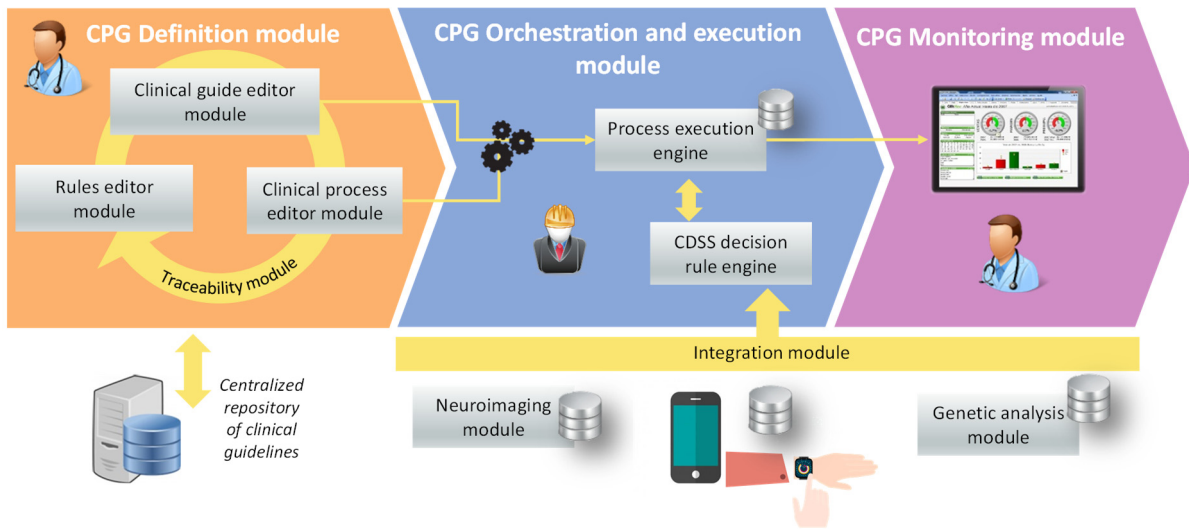 CPG Definition module
Clinical guide editor
module
Rules editor
module
Clinical process
editor module
Traceability module
CPG Orchestration and execution
module
Process execution
engine
CDSS decision
rule engine
CPG Monitoring module
Integration module
Centralized
repository
of clinical
guidelines
Neuroimaging
module
Genetic analysis
module